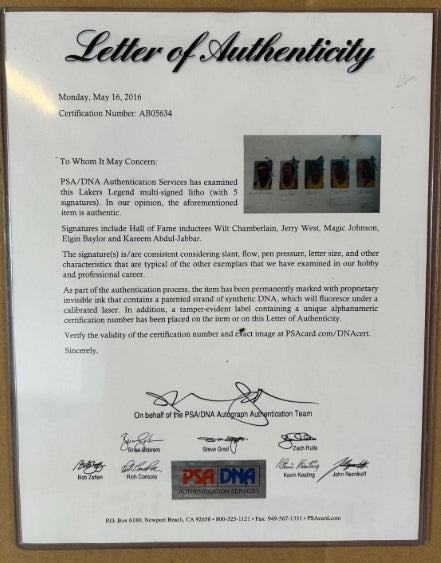 Letter of Authenticity
Monday, May 16, 2016
Certification Number: AB05634
To Whom It May Concern:
PSA/DNA Authentication Services has examined
this Lakers Legend multi-signed litho (with 5
signatures). In our opinion, the aforementioned
item is authentic.
Signatures include Hall of Fame inductees Wilt Chamberlain, Jerry West, Magic Johnson,
Elgin Baylor and Kareem Abdul-Jabbar.
The signature(s) is/are consistent considering slant, flow, pen pressure, letter size, and other
characteristics that are typical of the other exemplars that we have examined in our hobby
and professional career.
As part of the authentication process, the item has been permanently marked with proprietary
invisible ink that contains a patented strand of synthetic DNA, which will fluoresce under a
calibrated laser. In addition, a tamper-evident label containing a unique alphanumeric
certification number has been placed on the item or on this Letter of Authenticity.
Verify the validity of the certification number and exact image at PSAcard.com/DNAcert.
Sincerely,
On behalf of the PSA/DNA Autograph Authentication Team
Brian Sobrero
Steve Grad
Zach Rullo
Bob Zafian
Rich Consola
Kevin Keating
John Reznikoff
PSA DNA
AUTHENTICATION SERVICES
P.O. Box 6180, Newport Beach, CA 92658 • 800-325-1121 • Fax: 949-567-1331 • PSAcard.com